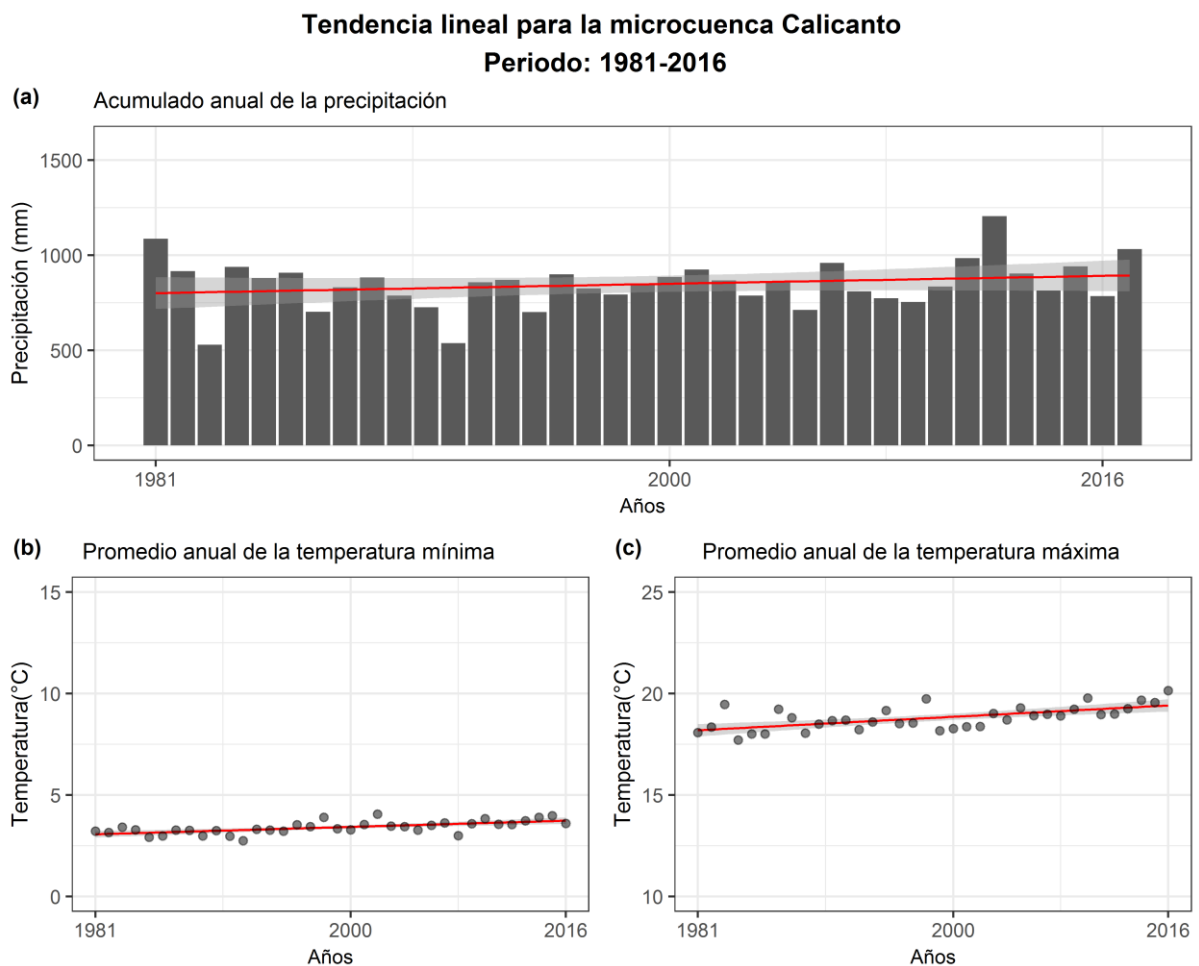 Tendencia lineal para la microcuenca Calicanto
Periodo: 1981-2016
(a) Acumulado anual de la precipitación
1500
1000
500
0
Precipitación (mm)
1981 2000 2016
Años
(b) Promedio anual de la temperatura mínima
15
10
5
0
Temperatura(°C)
1981 2000 2016
Años
(c) Promedio anual de la temperatura máxima
25
20
15
10
Temperatura(°C)
1981 2000 2016
Años